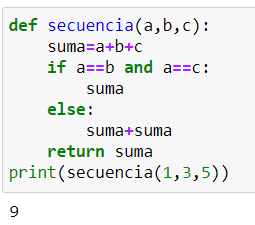 def secuencia(a,b,c):
    suma=a+b+c
    if a==b and a==c:
        suma
    else:
        suma+suma
    return suma
print(secuencia(1,3,5))
9